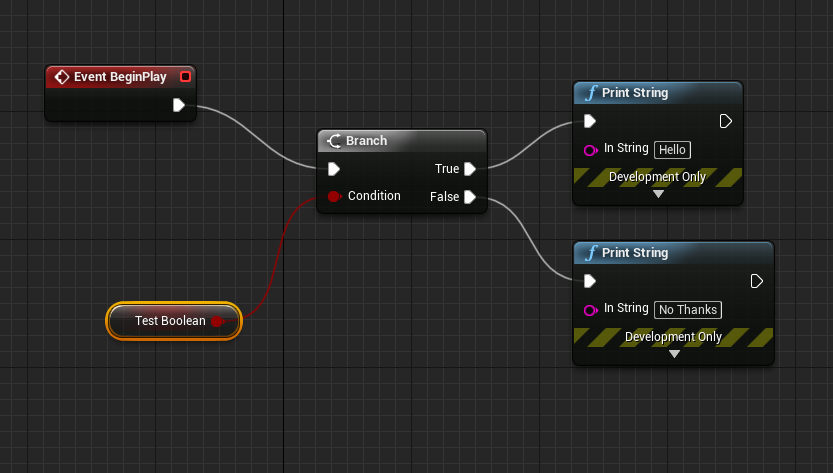 Event BeginPlay
Branch
True
Condition
False
Test Boolean
Print String
In String Hello
Development Only
Print String
In String No Thanks
Development Only